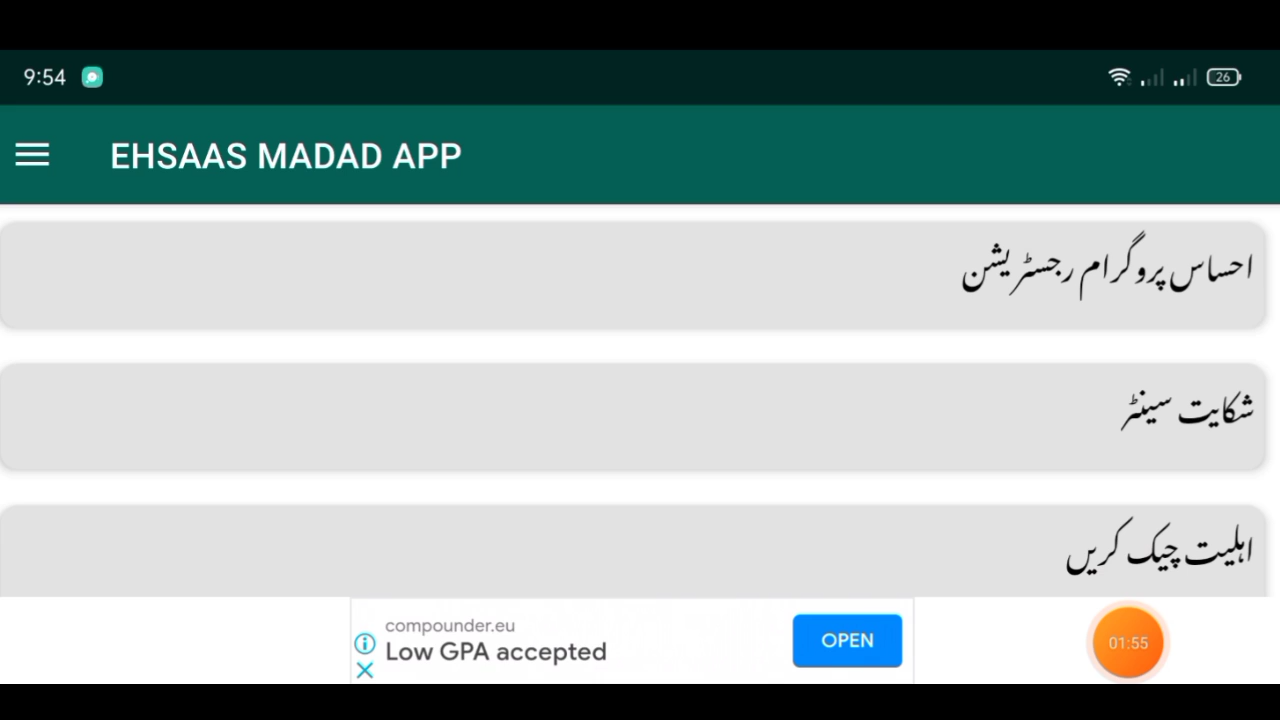 9:54
26
EHSAAS MADAD APP
احساس پروگرام رجسٹریشن
شکایت سینٹر
اہلیت چیک کریں
compounder.eu
Low GPA accepted
OPEN
01:55